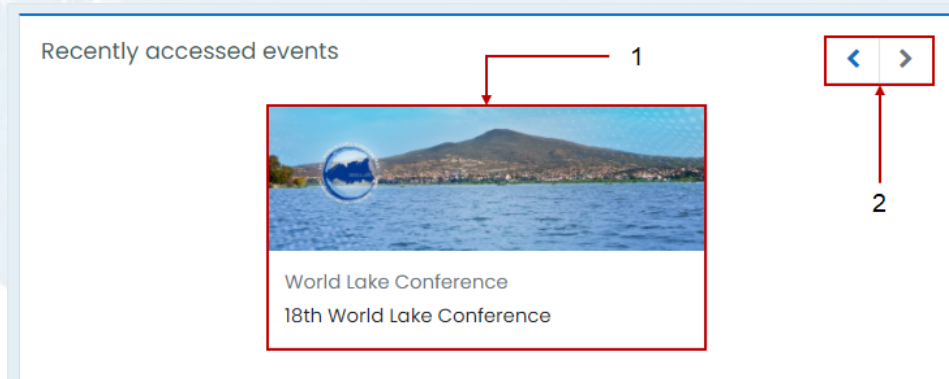 Recently accessed events
1
2
World Lake Conference
18th World Lake Conference